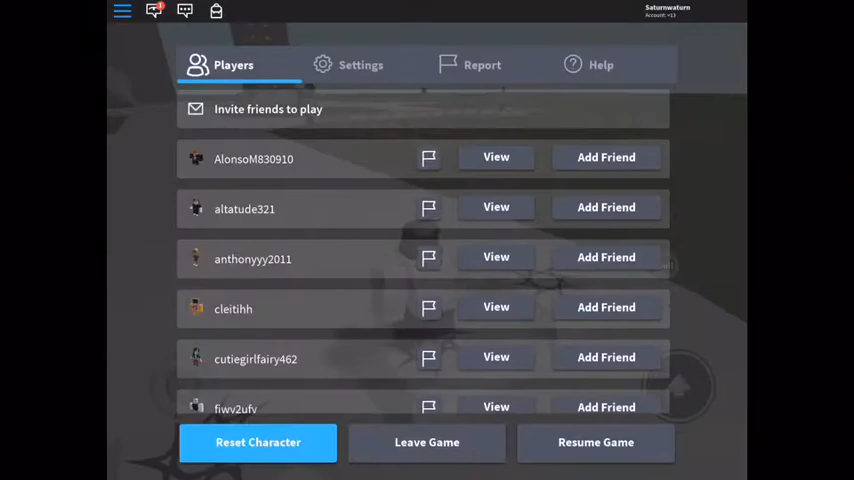 1
Saturnwaturn
Account: <13
Players
Settings
Report
Help
Invite friends to play
AlonsoM830910
View
Add Friend
altatude321
View
Add Friend
anthonyyy2011
View
Add Friend
cleitihh
View
Add Friend
cutiegirlfairy462
View
Add Friend
fiwv2ufv
View
Add Friend
Reset Character
Leave Game
Resume Game